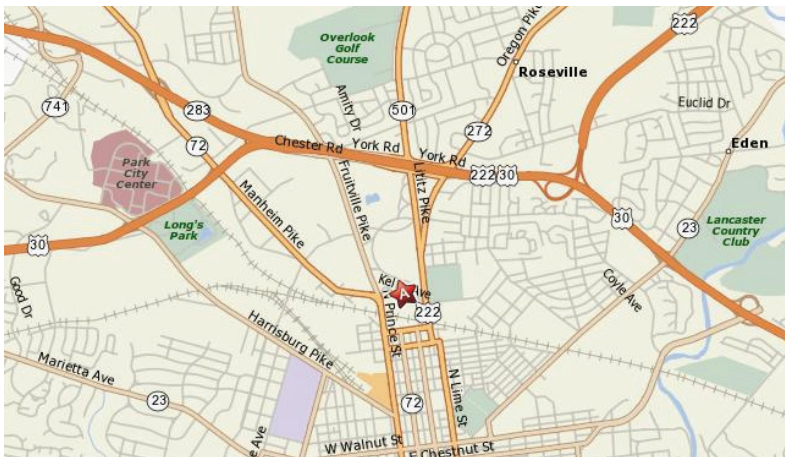 222
Overlook
Golf
Course
Oregon Pike
Roseville
741
283
Amity Dr
501
Euclid Dr
272
72
Chester Rd
York Rd
York Rd
Eden
Park
City
Center
Fruitville Pike
Lititz Pike
222
30
Manheim Pike
Long's
Park
30
23
Lancaster
Country
Club
30
Good Dr
Coyle Ave
A
Ave
222
N Prince St
Harrisburg Pike
Marietta Ave
N Lime St
23
72
W Walnut St
E Chestnut St
Ave